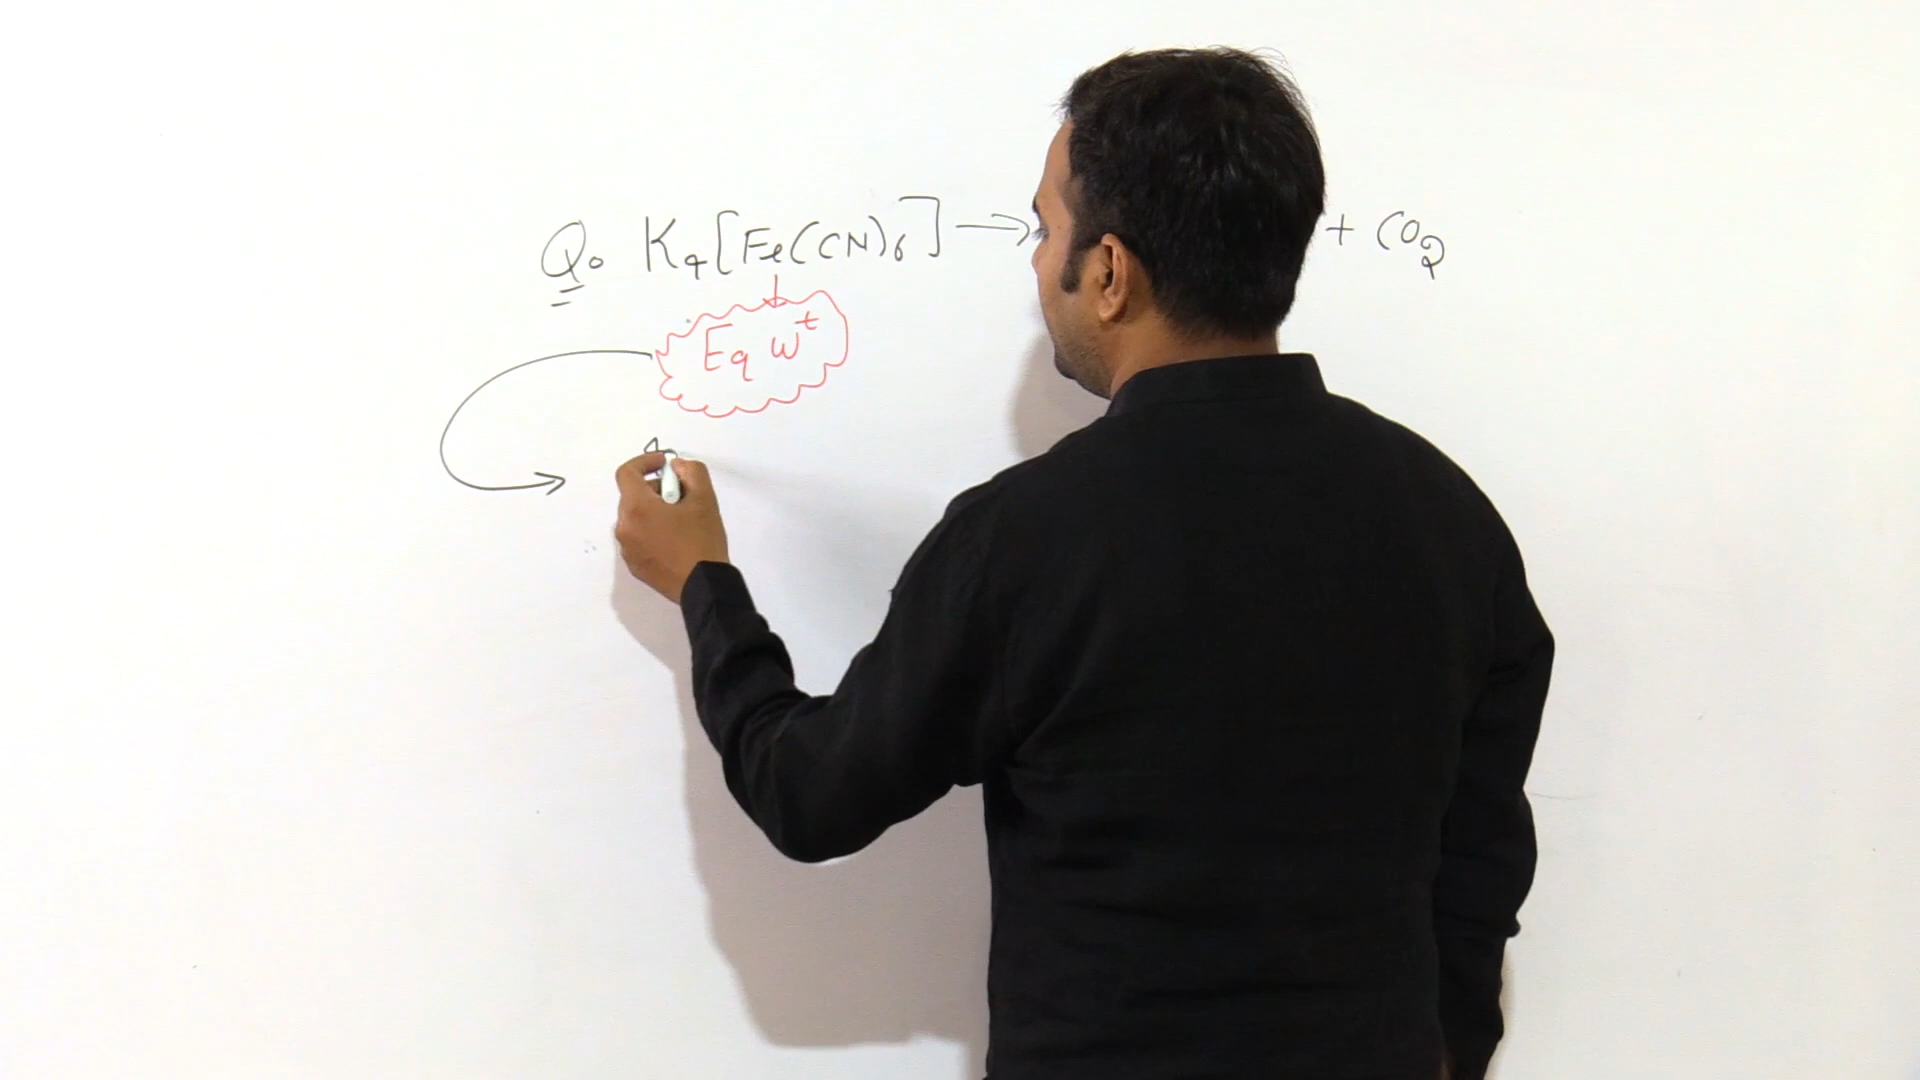 Q. K4[Fe(CN)6] → + CO2
Eq wt